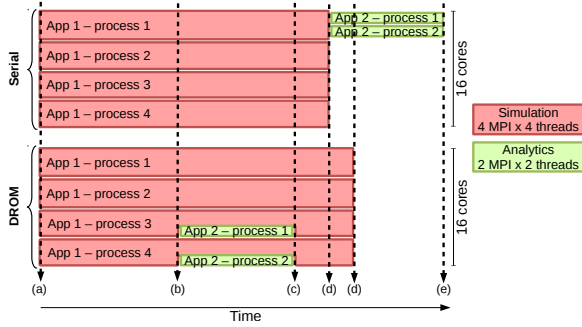 Serial
App 1 – process 1
App 1 – process 2
App 1 – process 3
App 1 – process 4
App 2 – process 1
App 2 – process 2
16 cores
Simulation
4 MPI x 4 threads
Analytics
2 MPI x 2 threads
DROM
App 1 – process 1
App 1 – process 2
App 1 – process 3
App 2 – process 1
App 1 – process 4
App 2 – process 2
16 cores
(a) (b) (c) (d) (d) (e)
Time